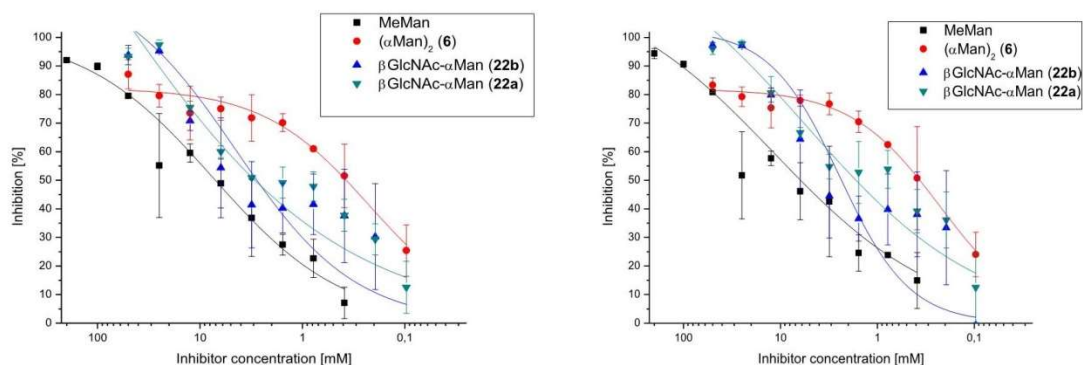 MeMan
(αMan)₂ (6)
βGlcNAc-αMan (22b)
βGlcNAc-αMan (22a)
100
90
80
70
60
50
40
30
20
10
0
Inhibition [%]
100 10 1 0,1
Inhibitor concentration [mM]
MeMan
(αMan)₂ (6)
βGlcNAc-αMan (22b)
βGlcNAc-αMan (22a)
100
90
80
70
60
50
40
30
20
10
0
Inhibition [%]
100 10 1 0,1
Inhibitor concentration [mM]